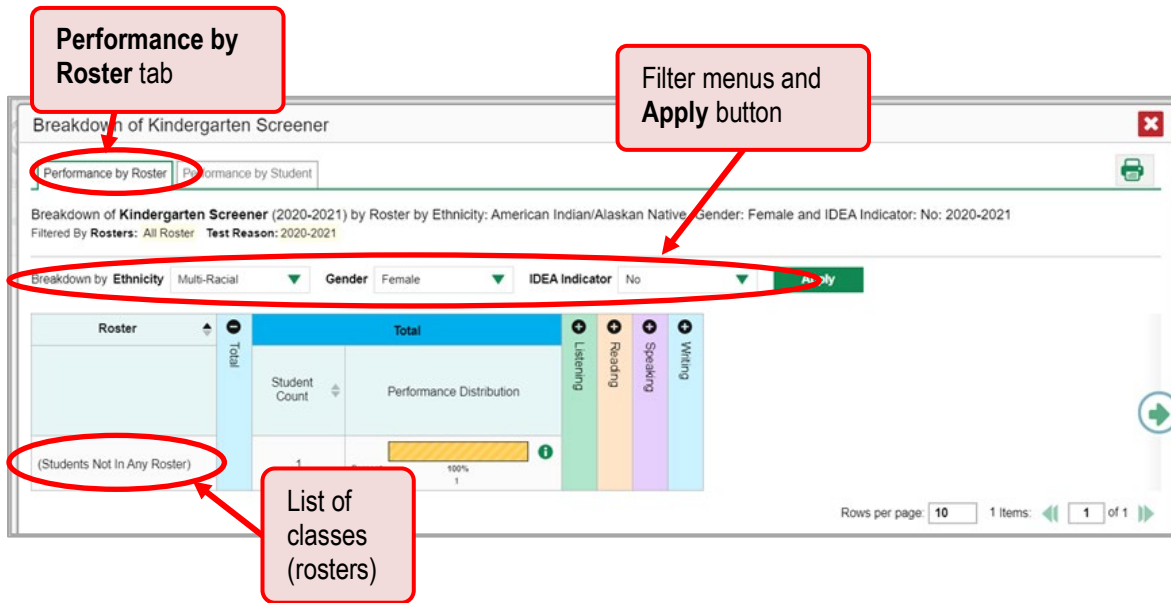 Performance by
Roster tab
Filter menus and
Apply button
Breakdown of Kindergarten Screener
Performance by Roster
Performance by Student
Breakdown of Kindergarten Screener (2020-2021) by Roster by Ethnicity: American Indian/Alaskan Native, Gender: Female and IDEA Indicator: No: 2020-2021
Filtered By Rosters: All Roster Test Reason: 2020-2021
Breakdown by Ethnicity Multi-Racial Gender Female IDEA Indicator No Apply
Roster
Total
Total
Listening
Reading
Speaking
Writing
Student
Count
Performance Distribution
(Students Not In Any Roster)
1
100%
1
List of
classes
(rosters)
Rows per page: 10 1 Items: 1 of 1